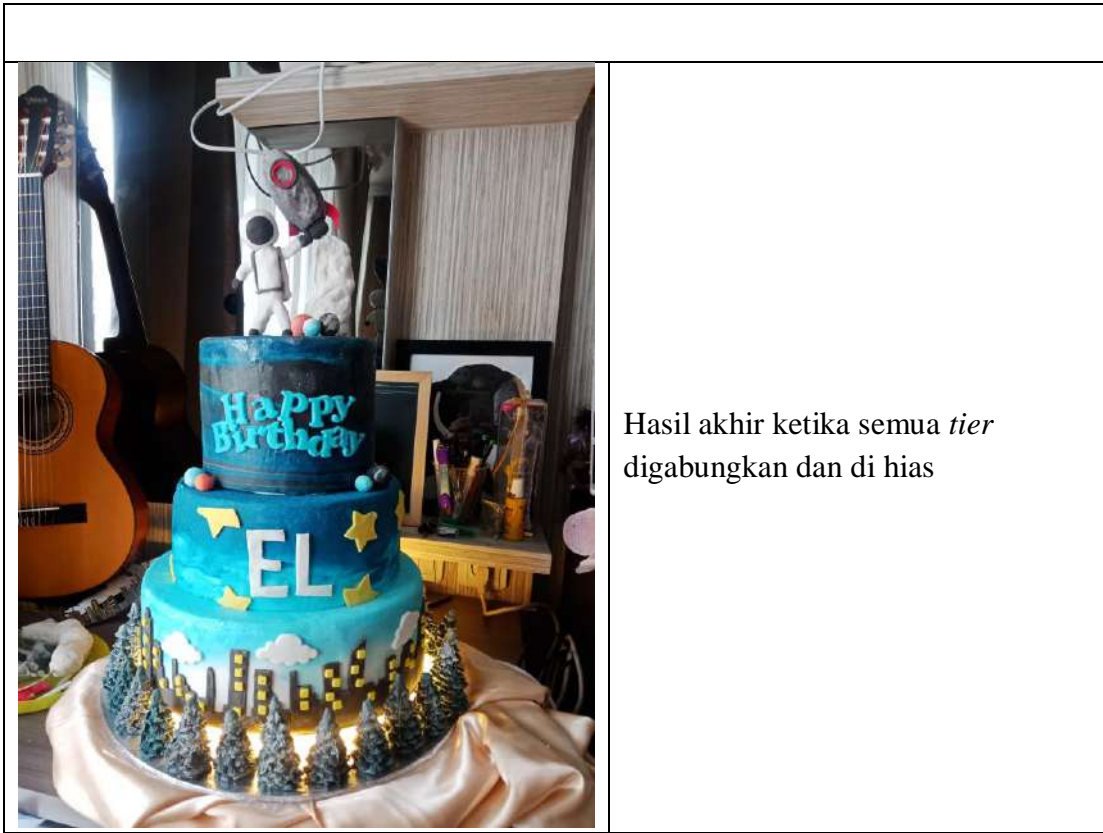 Happy
Birthday
EL
Hasil akhir ketika semua tier
digabungkan dan di hias